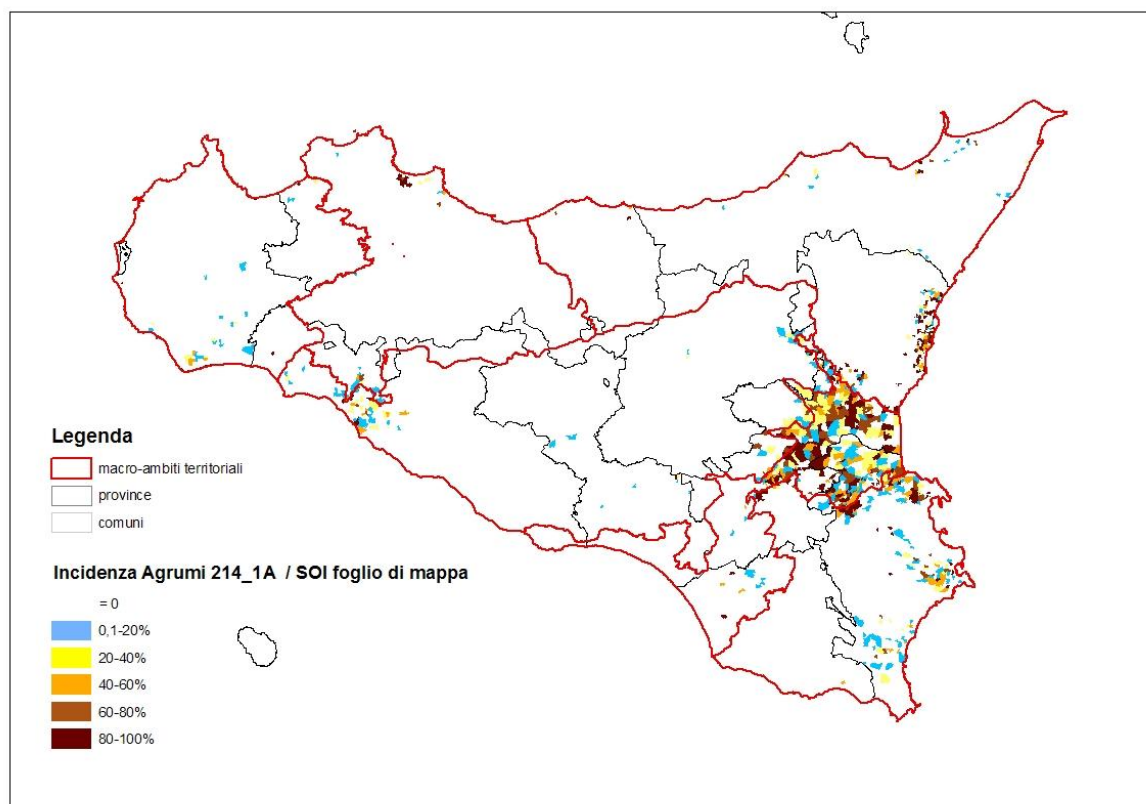 Legenda
macro-ambiti territoriali
province
comuni
Incidenza Agrumi 214_1A / SOI foglio di mappa
= 0
0,1-20%
20-40%
40-60%
60-80%
80-100%